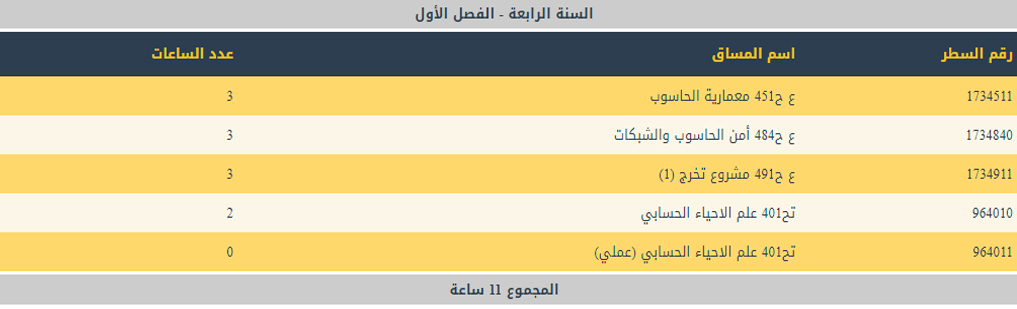 السنة الرابعة - الفصل الأول
رقم السطر اسم المساق عدد الساعات
1734511 ع ح451 معمارية الحاسوب 3
1734840 ع ح484 أمن الحاسوب والشبكات 3
1734911 ع ح491 مشروع تخرج (1) 3
964010 تح401 علم الاحياء الحسابي 2
964011 تح401 علم الاحياء الحسابي (عملي) 0
المجموع 11 ساعة